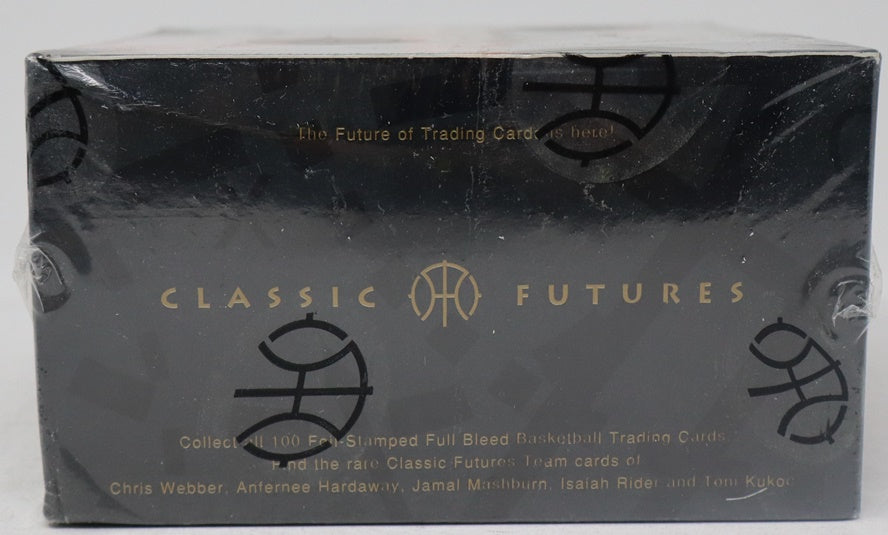 The Future of Trading Cards is here!
CLASSIC FUTURES
Collect all 100 Foil-Stamped Full Bleed Basketball Trading Cards
Find the rare Classic Futures Team cards of
Chris Webber, Anfernee Hardaway, Jamal Mashburn, Isaiah Rider and Toni Kukoc